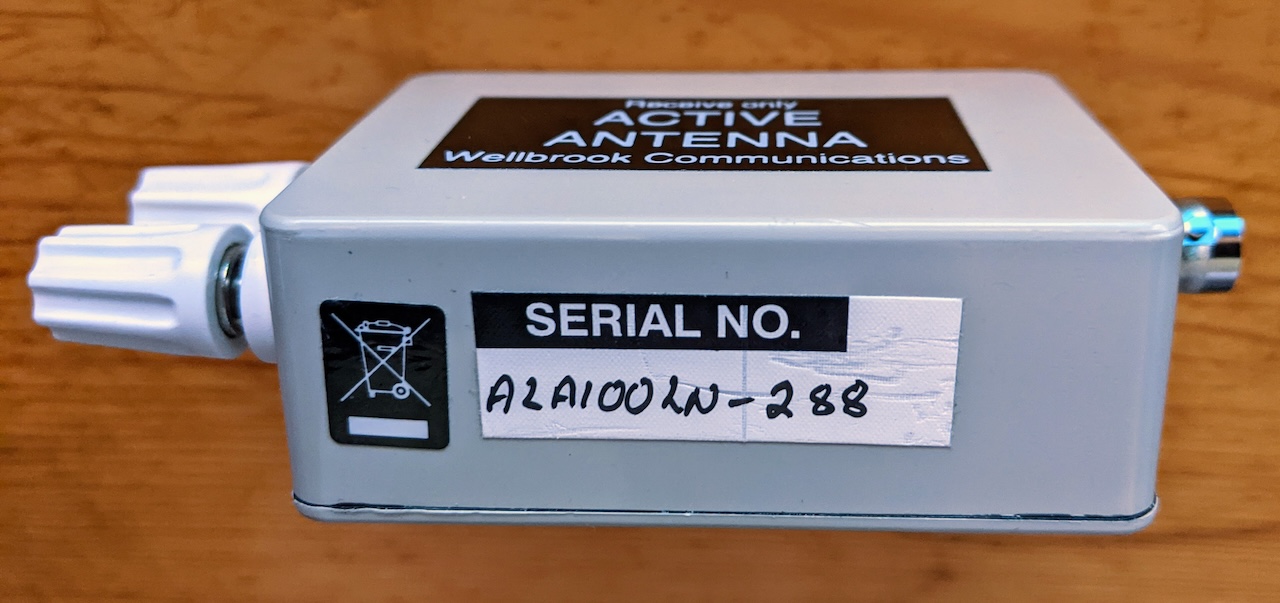 Receive only
ACTIVE
ANTENNA
Wellbrook Communications
SERIAL NO.
ALA100LN-288